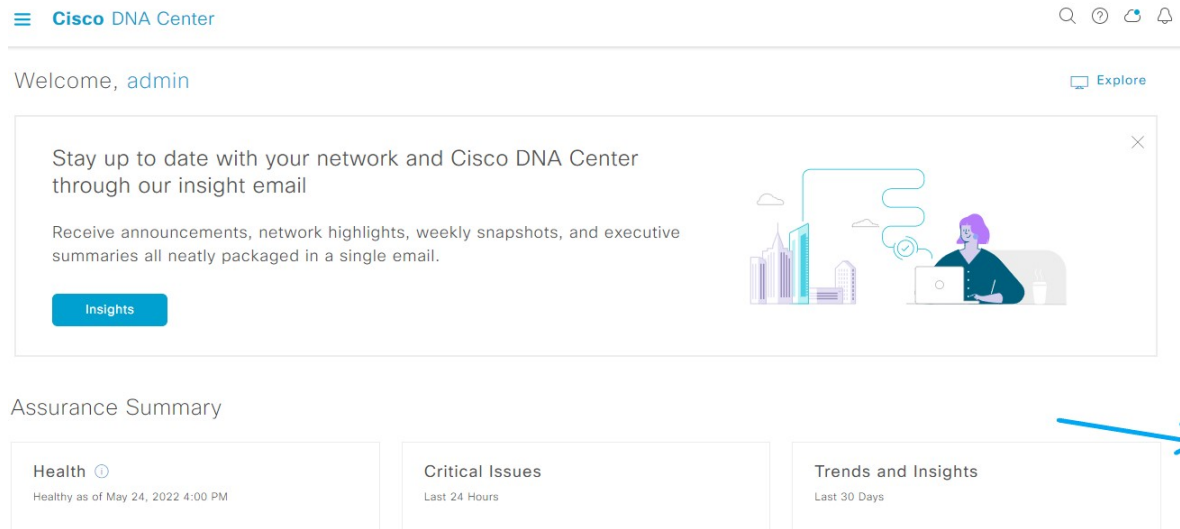 Cisco DNA Center
Welcome, admin
Explore
Stay up to date with your network and Cisco DNA Center
through our insight email
Receive announcements, network highlights, weekly snapshots, and executive
summaries all neatly packaged in a single email.
Insights
Assurance Summary
Health
Healthy as of May 24, 2022 4:00 PM
Critical Issues
Last 24 Hours
Trends and Insights
Last 30 Days